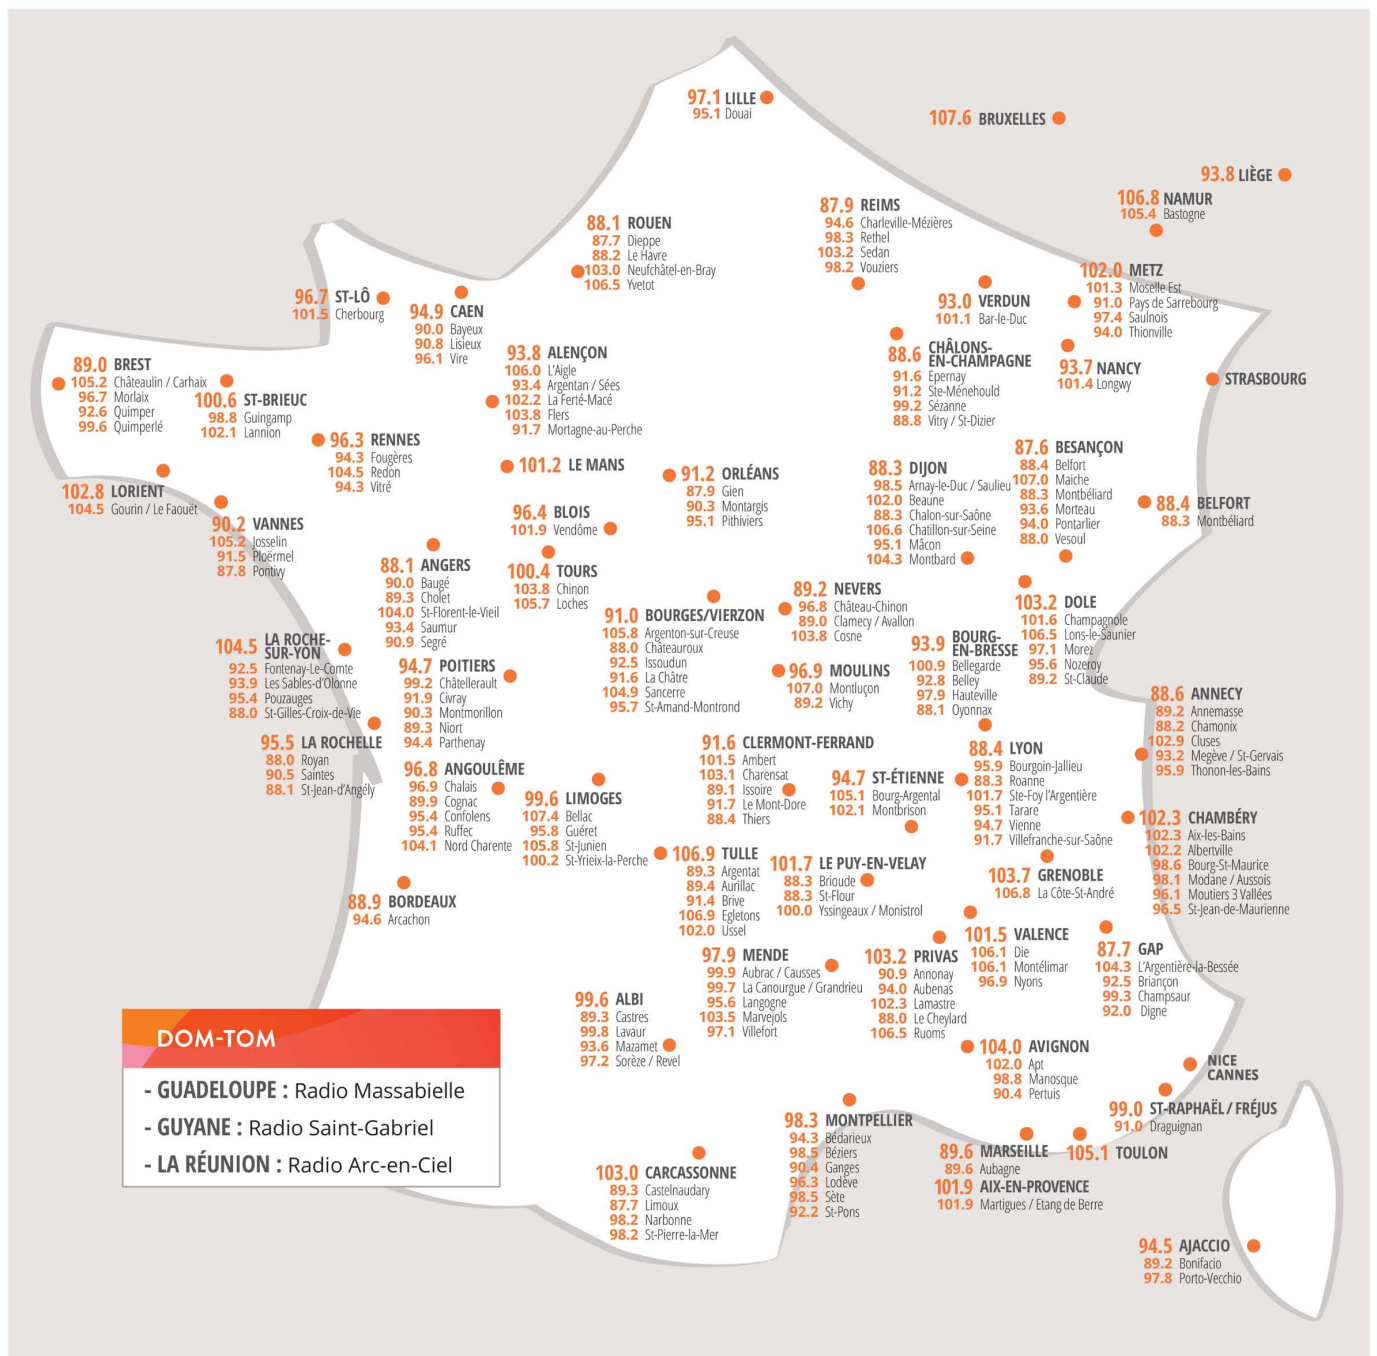 97.1 LILLE
95.1 Douai
107.6 BRUXELLES
93.8 LIÈGE
106.8 NAMUR
105.4 Bastogne
87.9 REIMS
94.6 Charleville-Mézières
98.3 Rethel
103.2 Sedan
98.2 Vouziers
88.1 ROUEN
87.7 Dieppe
88.2 Le Havre
103.0 Neufchâtel-en-Bray
106.5 Yvetot
102.0 METZ
101.3 Moselle Est
91.0 Pays de Sarrebourg
97.4 Saulnois
94.0 Thionville
96.7 ST-LÔ
101.5 Cherbourg
94.9 CAEN
90.0 Bayeux
90.8 Lisieux
96.1 Vire
93.0 VERDUN
101.1 Bar-le-Duc
88.6 CHÂLONS-
EN-CHAMPAGNE
91.6 Epernay
91.2 Ste-Ménehould
99.2 Sézanne
88.8 Vitry / St-Dizier
93.7 NANCY
101.4 Longwy
STRASBOURG
89.0 BREST
105.2 Châteaulin / Carhaix
96.7 Morlaix
92.6 Quimper
99.6 Quimperlé
100.6 ST-BRIEUC
98.8 Guingamp
102.1 Lannion
93.8 ALENÇON
106.0 L'Aigle
93.4 Argentan / Sées
102.2 La Ferté-Macé
103.8 Flers
91.7 Mortagne-au-Perche
96.3 RENNES
94.3 Fougères
104.5 Redon
94.3 Vitré
101.2 LE MANS
91.2 ORLÉANS
87.9 Gien
90.3 Montargis
95.1 Pithiviers
88.3 DIJON
98.5 Arnay-le-Duc / Saulieu
102.0 Beaune
88.3 Chalon-sur-Saône
106.6 Chatillon-sur-Seine
95.1 Mâcon
104.3 Montbard
87.6 BESANÇON
88.4 Belfort
107.0 Maiche
88.3 Montbéliard
93.6 Morteau
94.0 Pontarlier
88.0 Vesoul
88.4 BELFORT
88.3 Montbéliard
102.8 LORIENT
104.5 Gourin / Le Faouët
90.2 VANNES
105.2 Josselin
91.5 Ploërmel
87.8 Pontivy
96.4 BLOIS
101.9 Vendôme
88.1 ANGERS
90.0 Baugé
89.3 Cholet
104.0 St-Florent-le-Vieil
93.4 Saumur
90.9 Segré
100.4 TOURS
103.8 Chinon
105.7 Loches
91.0 BOURGES/VIERZON
105.8 Argenton-sur-Creuse
88.0 Châteauroux
92.5 Issoudun
91.6 La Châtre
104.9 Sancerre
95.7 St-Amand-Montrond
89.2 NEVERS
96.8 Château-Chinon
89.0 Clamecy / Avallon
103.8 Cosne
103.2 DOLE
101.6 Champagnole
106.5 Lons-le-Saunier
97.1 Morez
95.6 Nozeroy
89.2 St-Claude
93.9 BOURG-
EN-BRESSE
100.9 Bellegarde
92.8 Belley
97.9 Hauteville
88.1 Oyonnax
104.5 LA ROCHE-
SUR-YON
92.5 Fontenay-Le-Comte
93.9 Les Sables-d'Olonne
95.4 Pouzauges
88.0 St-Gilles-Croix-de-Vie
94.7 POITIERS
99.2 Châtellerault
91.9 Civray
90.3 Montmorillon
89.3 Niort
94.4 Parthenay
96.9 MOULINS
107.0 Montluçon
89.2 Vichy
88.6 ANNECY
89.2 Annemasse
88.2 Chamonix
102.9 Cluses
93.2 Megève / St-Gervais
95.9 Thonon-les-Bains
95.5 LA ROCHELLE
88.0 Royan
90.5 Saintes
88.1 St-Jean-d'Angély
96.8 ANGOULÊME
96.9 Chalais
89.9 Cognac
95.4 Confolens
95.4 Ruffec
104.1 Nord Charente
99.6 LIMOGES
107.4 Bellac
95.8 Guéret
105.8 St-Junien
100.2 St-Yrieix-la-Perche
91.6 CLERMONT-FERRAND
101.5 Ambert
103.1 Charensat
89.1 Issoire
91.7 Le Mont-Dore
88.4 Thiers
94.7 ST-ÉTIENNE
105.1 Bourg-Argental
102.1 Montbrison
88.4 LYON
95.9 Bourgoin-Jallieu
88.3 Roanne
101.7 Ste-Foy l'Argentière
95.1 Tarare
94.7 Vienne
91.7 Villefranche-sur-Saône
102.3 CHAMBÉRY
102.3 Aix-les-Bains
102.2 Albertville
98.6 Bourg-St-Maurice
98.1 Modane / Aussois
96.1 Moutiers 3 Vallées
96.5 St-Jean-de-Maurienne
106.9 TULLE
89.3 Argentat
89.4 Aurillac
91.4 Brive
106.9 Egletons
102.0 Ussel
101.7 LE PUY-EN-VELAY
88.3 Brioude
88.3 St-Flour
100.0 Yssingeaux / Monistrol
103.7 GRENOBLE
106.8 La Côte-St-André
88.9 BORDEAUX
94.6 Arcachon
97.9 MENDE
99.9 Aubrac / Causses
99.7 La Canourgue / Grandrieu
95.6 Langogne
103.5 Marvejols
97.1 Villefort
103.2 PRIVAS
90.9 Annonay
94.0 Aubenas
102.3 Lamastre
88.0 Le Cheylard
106.5 Ruoms
101.5 VALENCE
106.1 Die
106.1 Montélimar
96.9 Nyons
87.7 GAP
104.3 L'Argentière-la-Bessée
92.5 Briançon
99.3 Champsaur
92.0 Digne
99.6 ALBI
89.3 Castres
99.8 Lavaur
93.6 Mazamet
97.2 Sorèze / Revel
104.0 AVIGNON
102.0 Apt
98.8 Manosque
90.4 Pertuis
NICE
CANNES
99.0 ST-RAPHAËL / FRÉJUS
91.0 Draguignan
DOM-TOM
- GUADELOUPE : Radio Massabielle
- GUYANE : Radio Saint-Gabriel
- LA RÉUNION : Radio Arc-en-Ciel
98.3 MONTPELLIER
94.3 Bédarieux
98.5 Béziers
90.4 Ganges
96.3 Lodève
98.5 Sète
92.2 St-Pons
89.6 MARSEILLE
89.6 Aubagne
101.9 AIX-EN-PROVENCE
101.9 Martigues / Etang de Berre
105.1 TOULON
103.0 CARCASSONNE
89.3 Castelnaudary
87.7 Limoux
98.2 Narbonne
98.2 St-Pierre-la-Mer
94.5 AJACCIO
89.2 Bonifacio
97.8 Porto-Vecchio